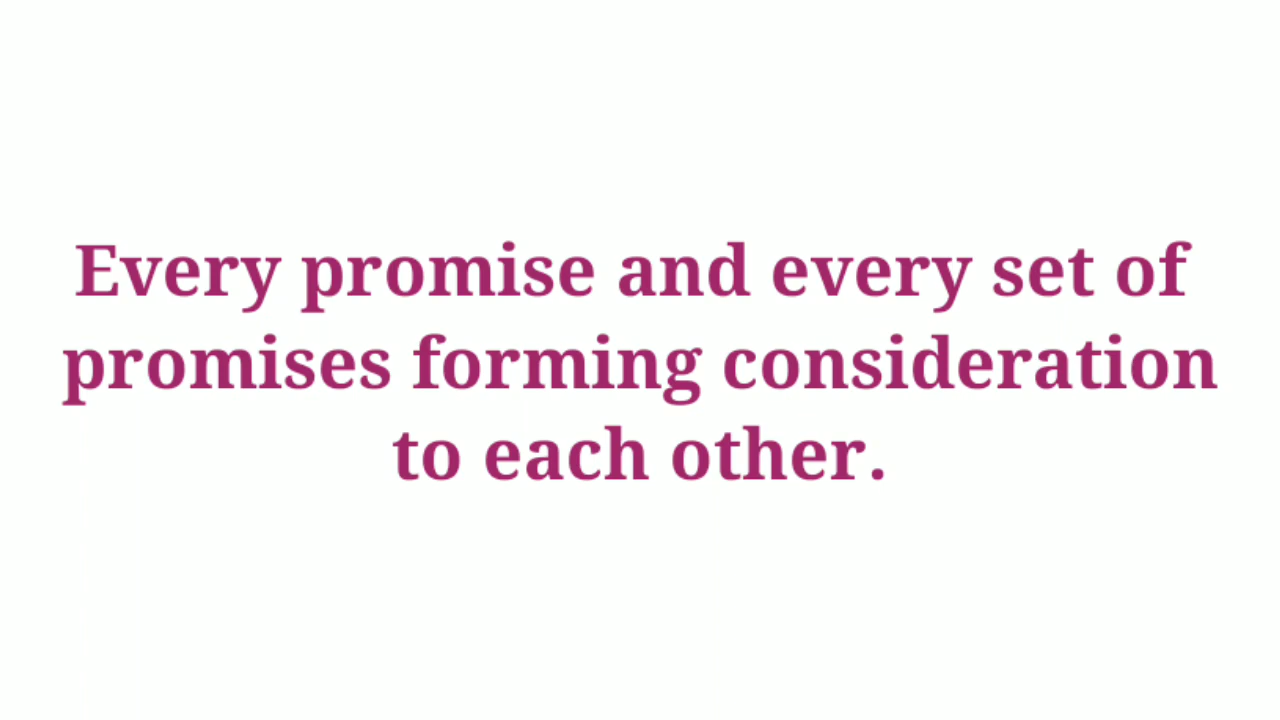 Every promise and every set of
promises forming consideration
to each other.